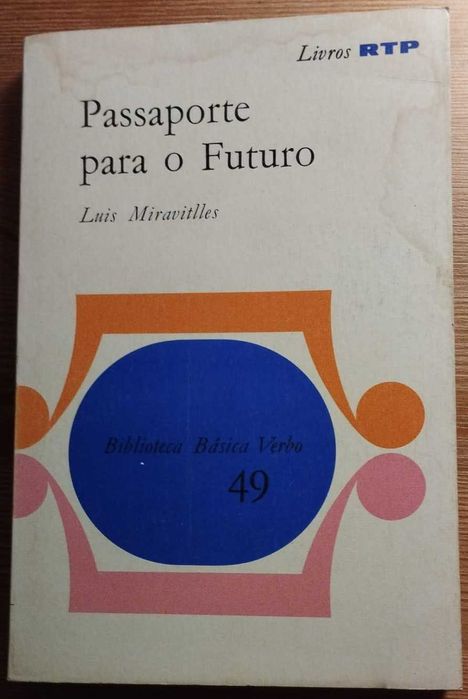 Livros RTP
Passaporte
para o Futuro
Luis Miravitlles
Biblioteca Básica Verbo
49